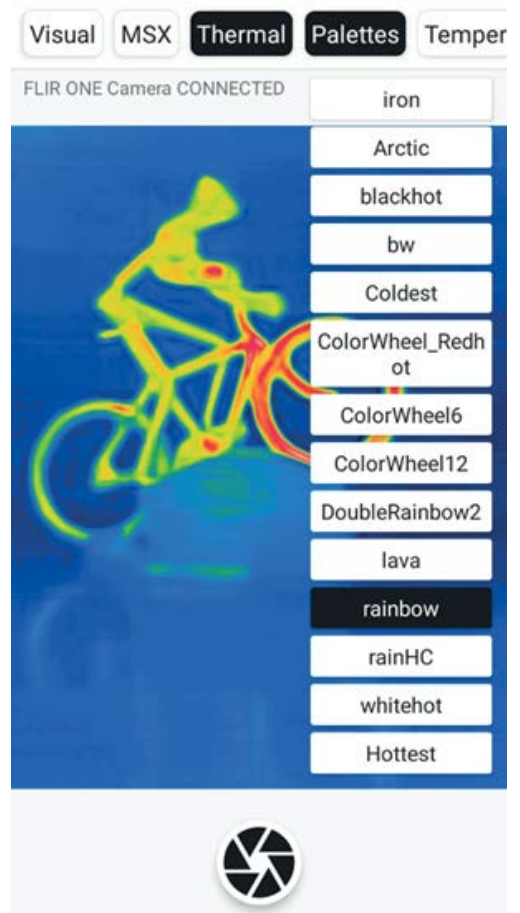 Visual MSX Thermal Palettes Temper
FLIR ONE Camera CONNECTED
iron
Arctic
blackhot
bw
Coldest
ColorWheel_Redh
ot
ColorWheel6
ColorWheel12
DoubleRainbow2
lava
rainbow
rainHC
whitehot
Hottest